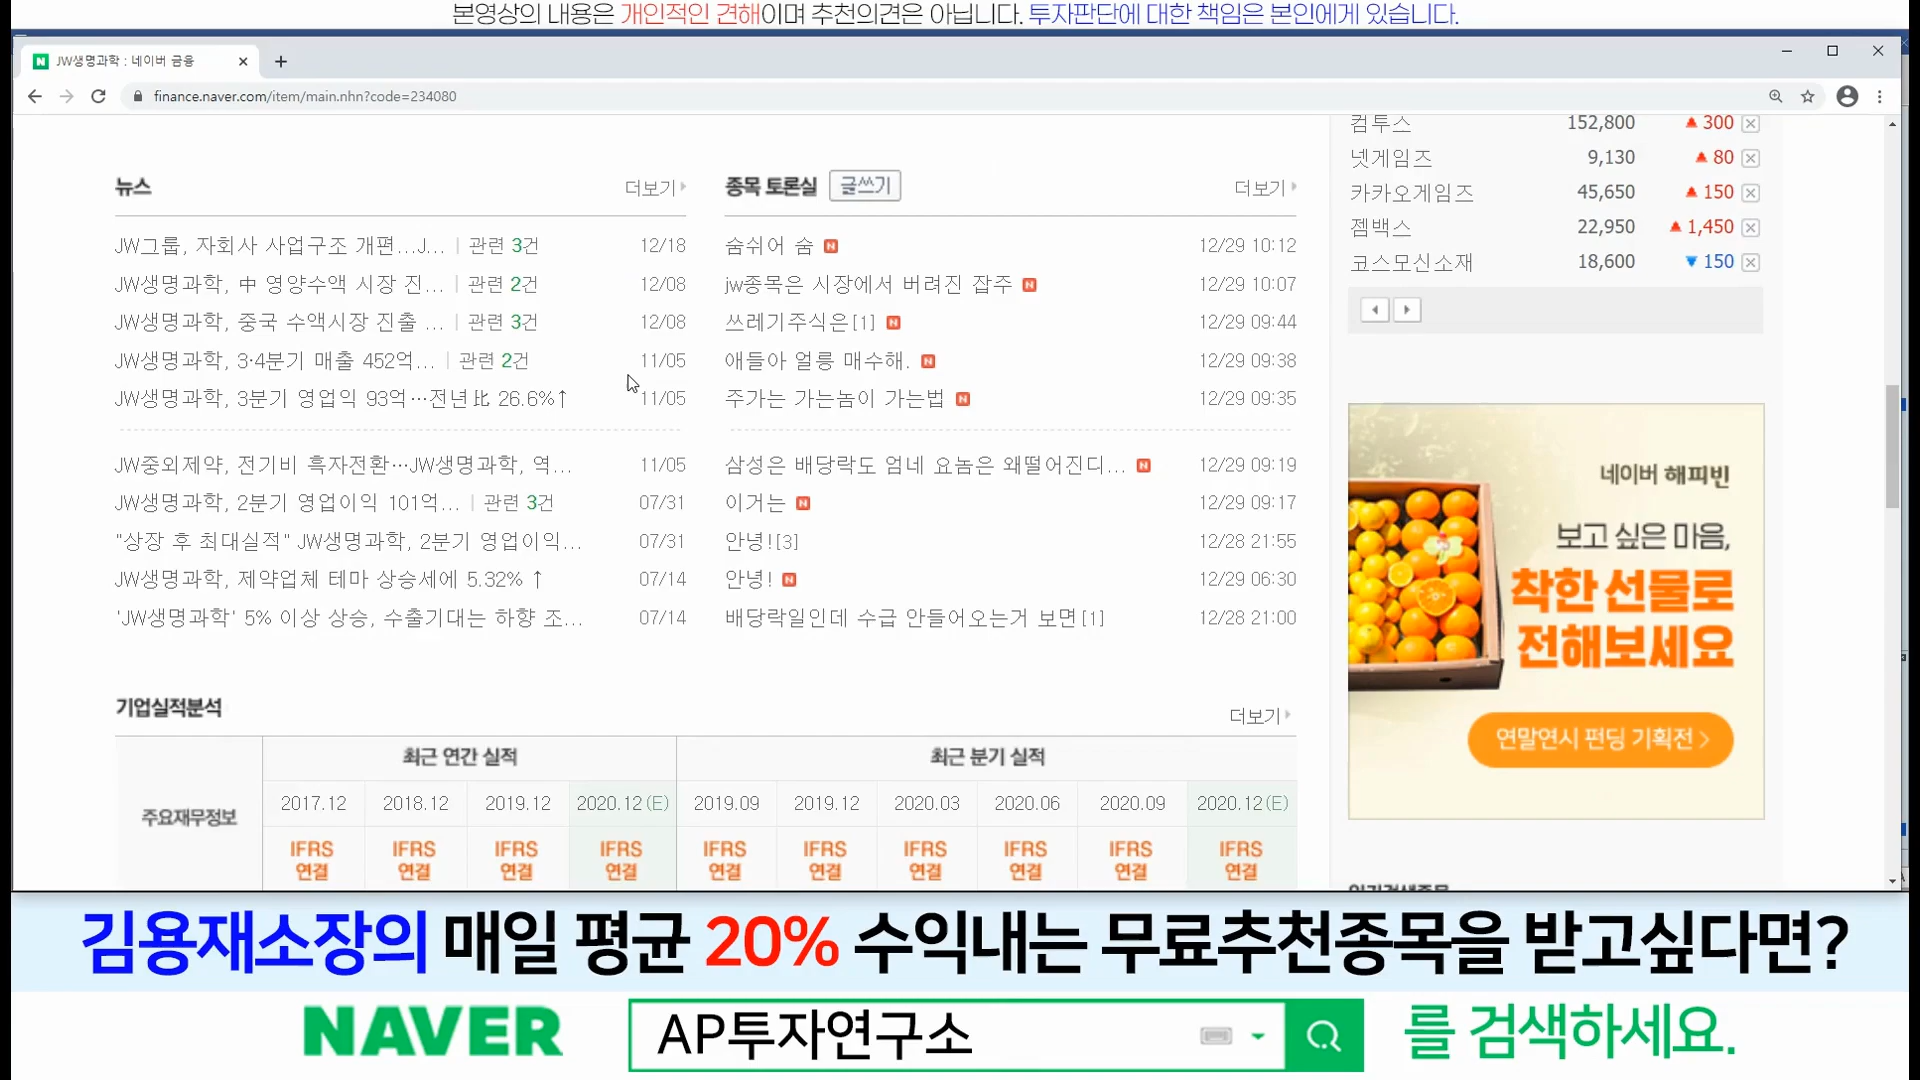 본영상의 내용은 개인적인 견해이며 추천의견은 아닙니다. 투자판단에 대한 책임은 본인에게 있습니다.
JW생명과학 : 네이버 금융
finance.naver.com/item/main.nhn?code=234080
뉴스 더보기
JW그룹, 자회사 사업구조 개편...J... 관련 3건 12/18
JW생명과학, 中 영양수액 시장 진... 관련 2건 12/08
JW생명과학, 중국 수액시장 진출 ... 관련 3건 12/08
JW생명과학, 3·4분기 매출 452억... 관련 2건 11/05
JW생명과학, 3분기 영업익 93억…전년比 26.6%↑ 11/05
JW중외제약, 전기비 흑자전환…JW생명과학, 역... 11/05
JW생명과학, 2분기 영업이익 101억... 관련 3건 07/31
"상장 후 최대실적" JW생명과학, 2분기 영업이익... 07/31
JW생명과학, 제약업체 테마 상승세에 5.32% ↑ 07/14
'JW생명과학' 5% 이상 상승, 수출기대는 하향 조... 07/14
종목 토론실 글쓰기 더보기
숨쉬어 숨 N 12/29 10:12
jw종목은 시장에서 버려진 잡주 N 12/29 10:07
쓰레기주식은[1] N 12/29 09:44
애들아 얼릉 매수해. N 12/29 09:38
주가는 가는놈이 가는법 N 12/29 09:35
삼성은 배당락도 엄네 요놈은 왜떨어진디... N 12/29 09:19
이거는 N 12/29 09:17
안녕![3] 12/28 21:55
안녕! N 12/29 06:30
배당락일인데 수급 안들어오는거 보면[1] 12/28 21:00
컴투스 152,800 ▲ 300
넷게임즈 9,130 ▲ 80
카카오게임즈 45,650 ▲ 150
젬백스 22,950 ▲ 1,450
코스모신소재 18,600 ▼ 150
네이버 해피빈
보고 싶은 마음,
착한 선물로
전해보세요
연말연시 펀딩 기획전 >
기업실적분석 더보기
주요재무정보 최근 연간 실적 최근 분기 실적
2017.12 2018.12 2019.12 2020.12(E) 2019.09 2019.12 2020.03 2020.06 2020.09 2020.12(E)
IFRS IFRS IFRS IFRS IFRS IFRS IFRS IFRS IFRS IFRS
연결 연결 연결 연결 연결 연결 연결 연결 연결 연결
김용재소장의 매일 평균 20% 수익내는 무료추천종목을 받고싶다면?
NAVER AP투자연구소 를 검색하세요.